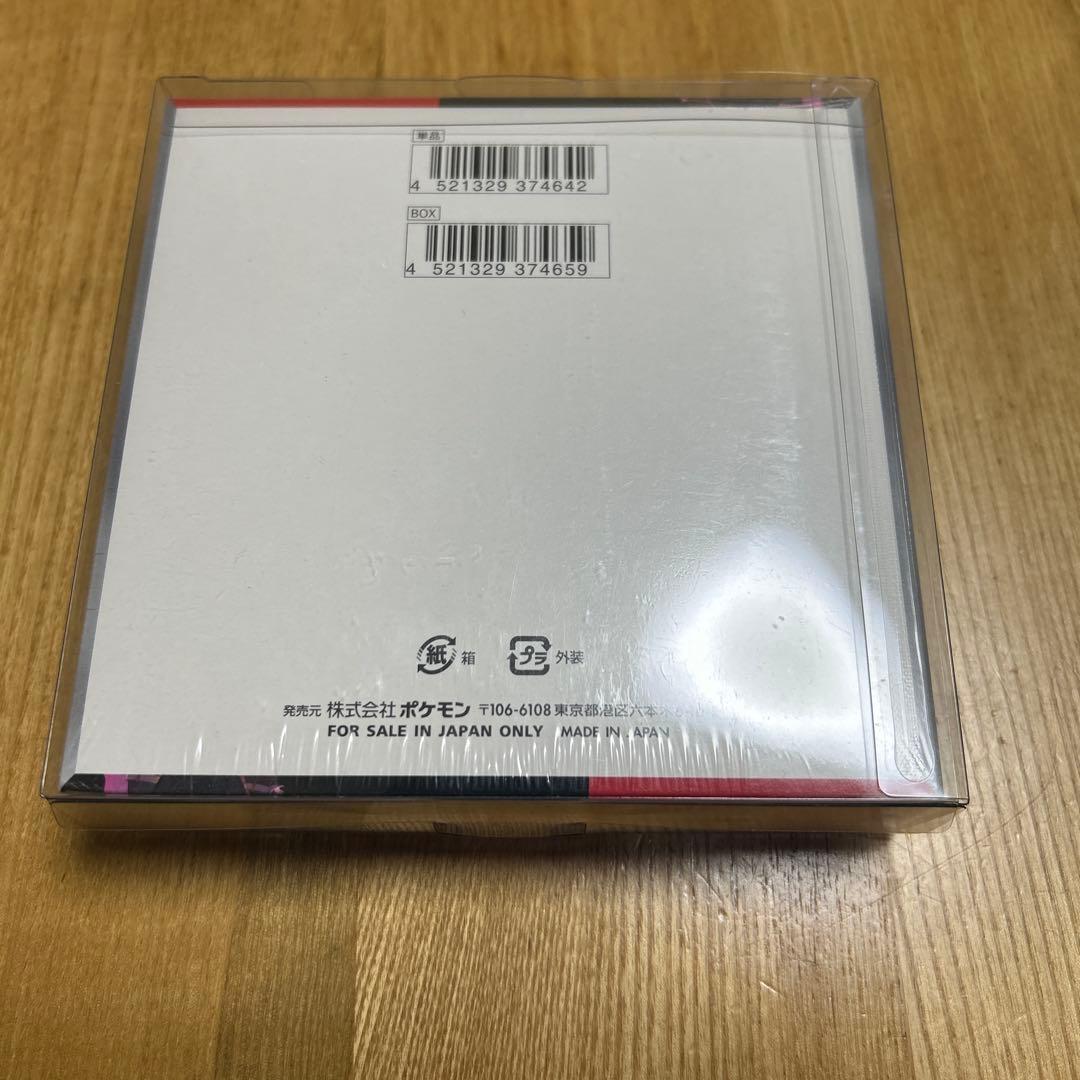 単品
4 521329 374642
BOX
4 521329 374659
紙 箱 プラ 外装
発売元 株式会社 ポケモン 〒106-6108 東京都港区六本木
FOR SALE IN JAPAN ONLY MADE IN JAPAN